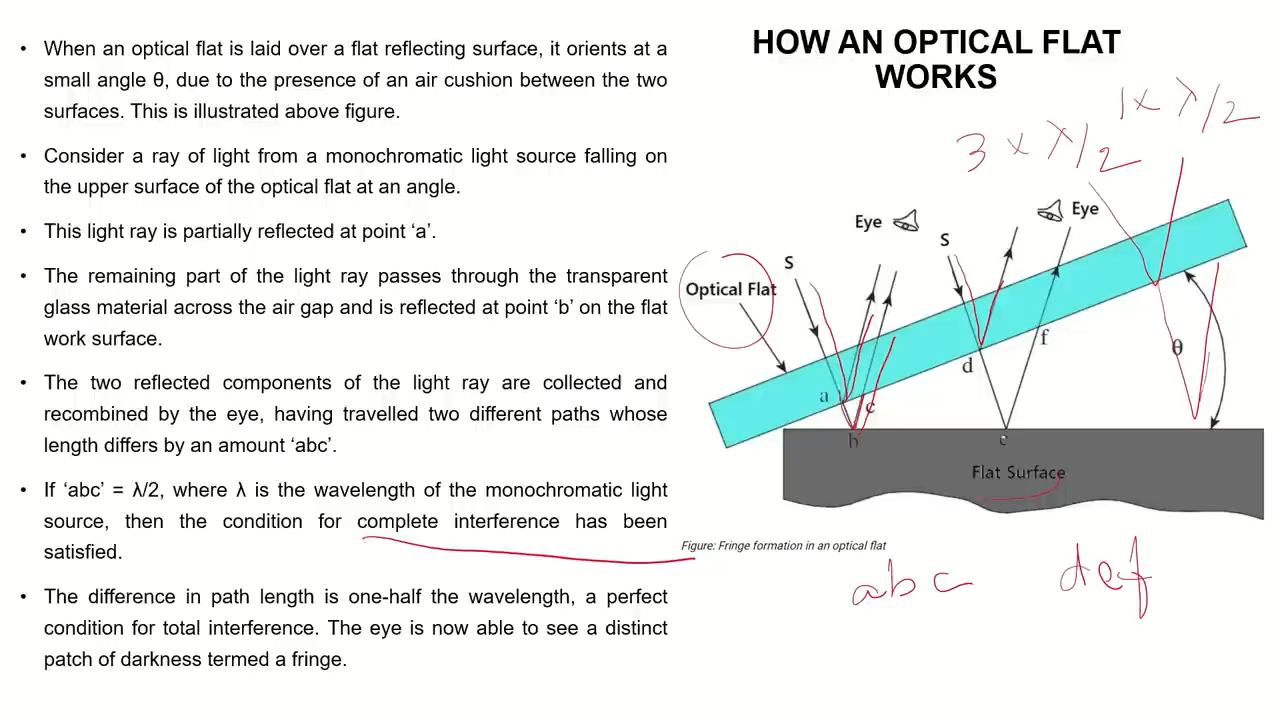 HOW AN OPTICAL FLAT
WORKS
• When an optical flat is laid over a flat reflecting surface, it orients at a
small angle θ, due to the presence of an air cushion between the two
surfaces. This is illustrated above figure.
• Consider a ray of light from a monochromatic light source falling on
the upper surface of the optical flat at an angle.
• This light ray is partially reflected at point ‘a’.
• The remaining part of the light ray passes through the transparent
glass material across the air gap and is reflected at point ‘b’ on the flat
work surface.
• The two reflected components of the light ray are collected and
recombined by the eye, having travelled two different paths whose
length differs by an amount ‘abc’.
• If ‘abc’ = λ/2, where λ is the wavelength of the monochromatic light
source, then the condition for complete interference has been
satisfied.
• The difference in path length is one-half the wavelength, a perfect
condition for total interference. The eye is now able to see a distinct
patch of darkness termed a fringe.
1 x λ/2
3 x λ/2
Eye
Eye
S
S
Optical Flat
θ
f
d
a
c
b
e
Flat Surface
Figure: Fringe formation in an optical flat
abc
def